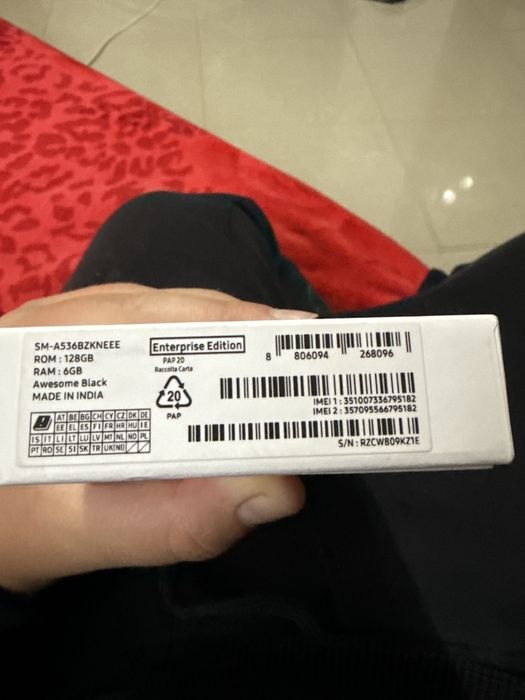 SM-A536BZKNEEE
ROM : 128GB
RAM : 6GB
Awesome Black
MADE IN INDIA
AT BE BG CH CY CZ DK DE
EE EL ES FI FR HR HU IE
IS IT LI LT LU LV MT NL NO PL
PT RO SE SI SK TR UK(NI)
Enterprise Edition
PAP 20
Raccolta Carta
20
PAP
8 806094 268096
IMEI 1 : 351007336795182
IMEI 2 : 357095566795182
S/N : RZCW809KZ1E